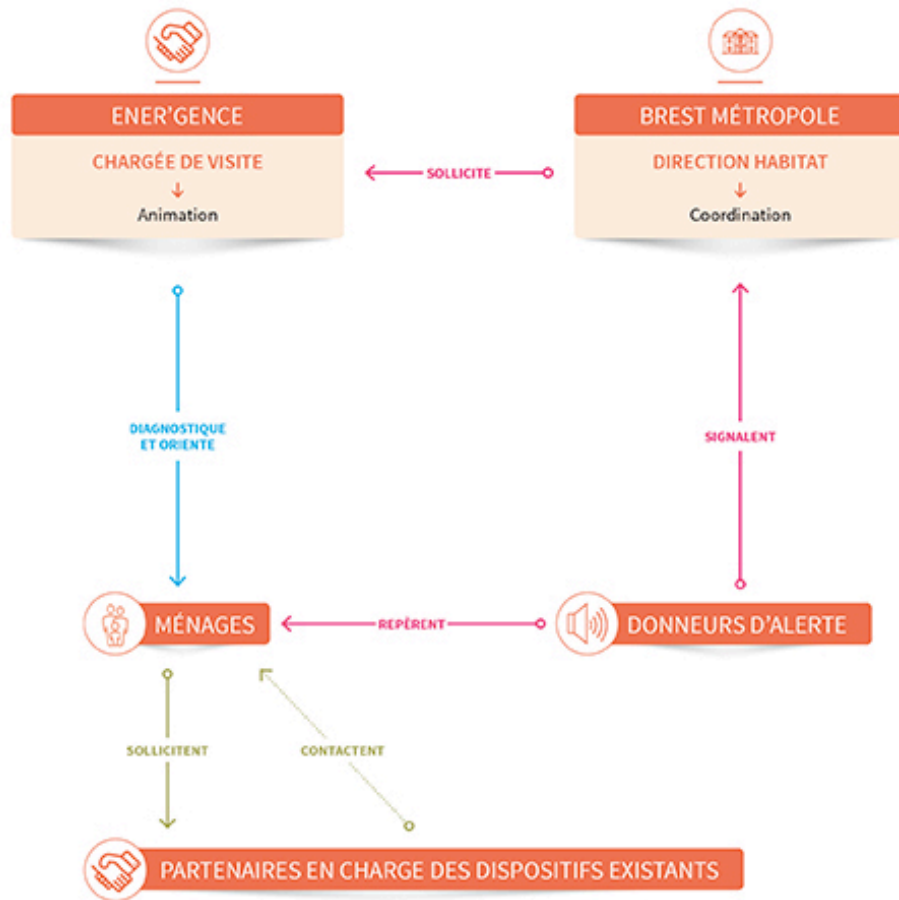 ENER'GENCE
CHARGÉE DE VISITE
Animation
SOLLICITE
BREST MÉTROPOLE
DIRECTION HABITAT
Coordination
DIAGNOSTIQUE
ET ORIENTE
SIGNALENT
MÉNAGES
REPÈRENT
DONNEURS D'ALERTE
SOLLICITENT
CONTACTENT
PARTENAIRES EN CHARGE DES DISPOSITIFS EXISTANTS